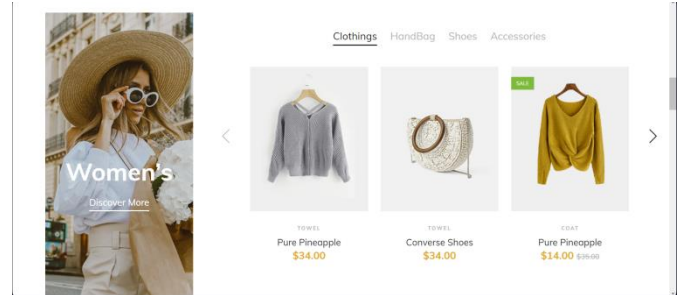 Clothings HandBag Shoes Accessories
Women's
Discover More
SALE
TOWEL
Pure Pineapple
$34.00
TOWEL
Converse Shoes
$34.00
COAT
Pure Pineapple
$14.00 $35.00